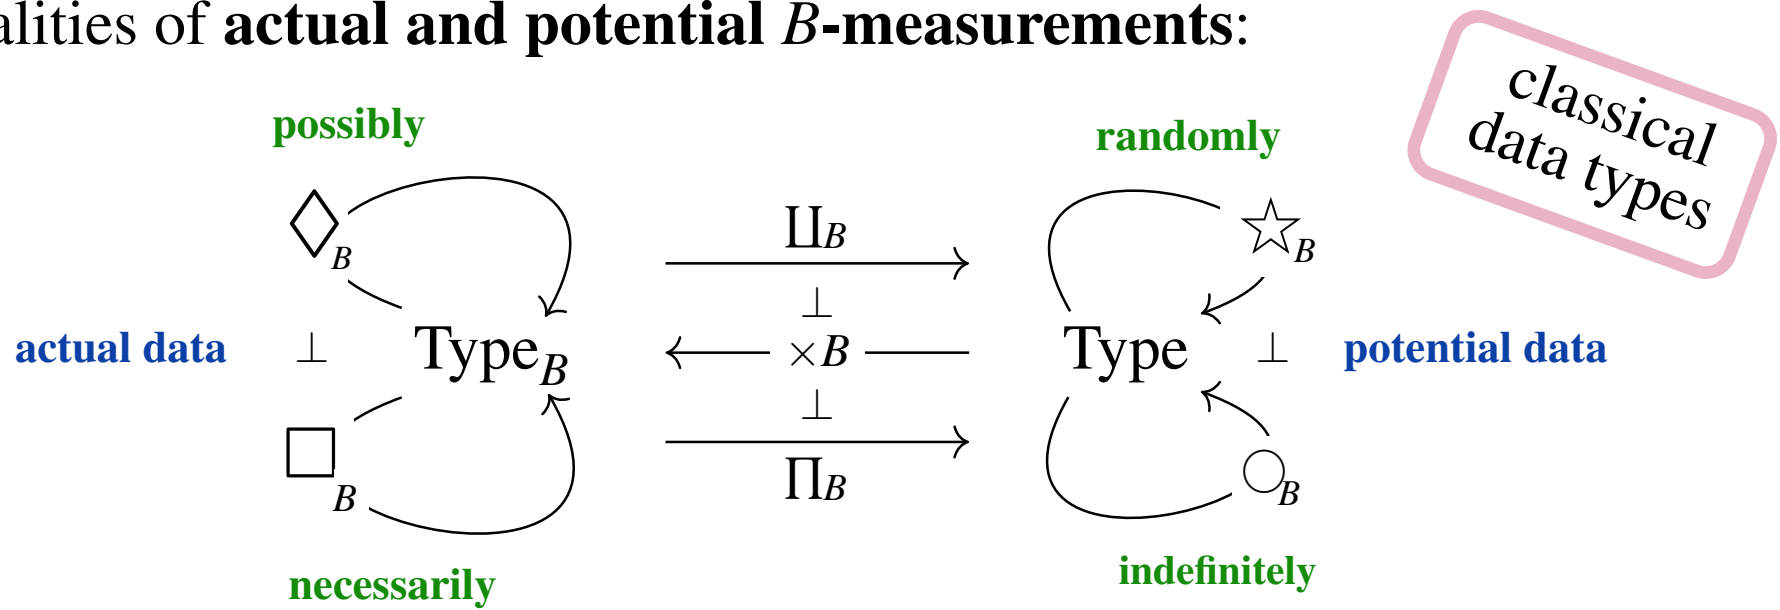 alities of actual and potential B-measurements:
classical
data types
possibly
randomly
◇B
∐B
☆B
⊥
actual data ⊥ TypeB ×B Type ⊥ potential data
⊥
□B
∏B
○B
necessarily
indefinitely